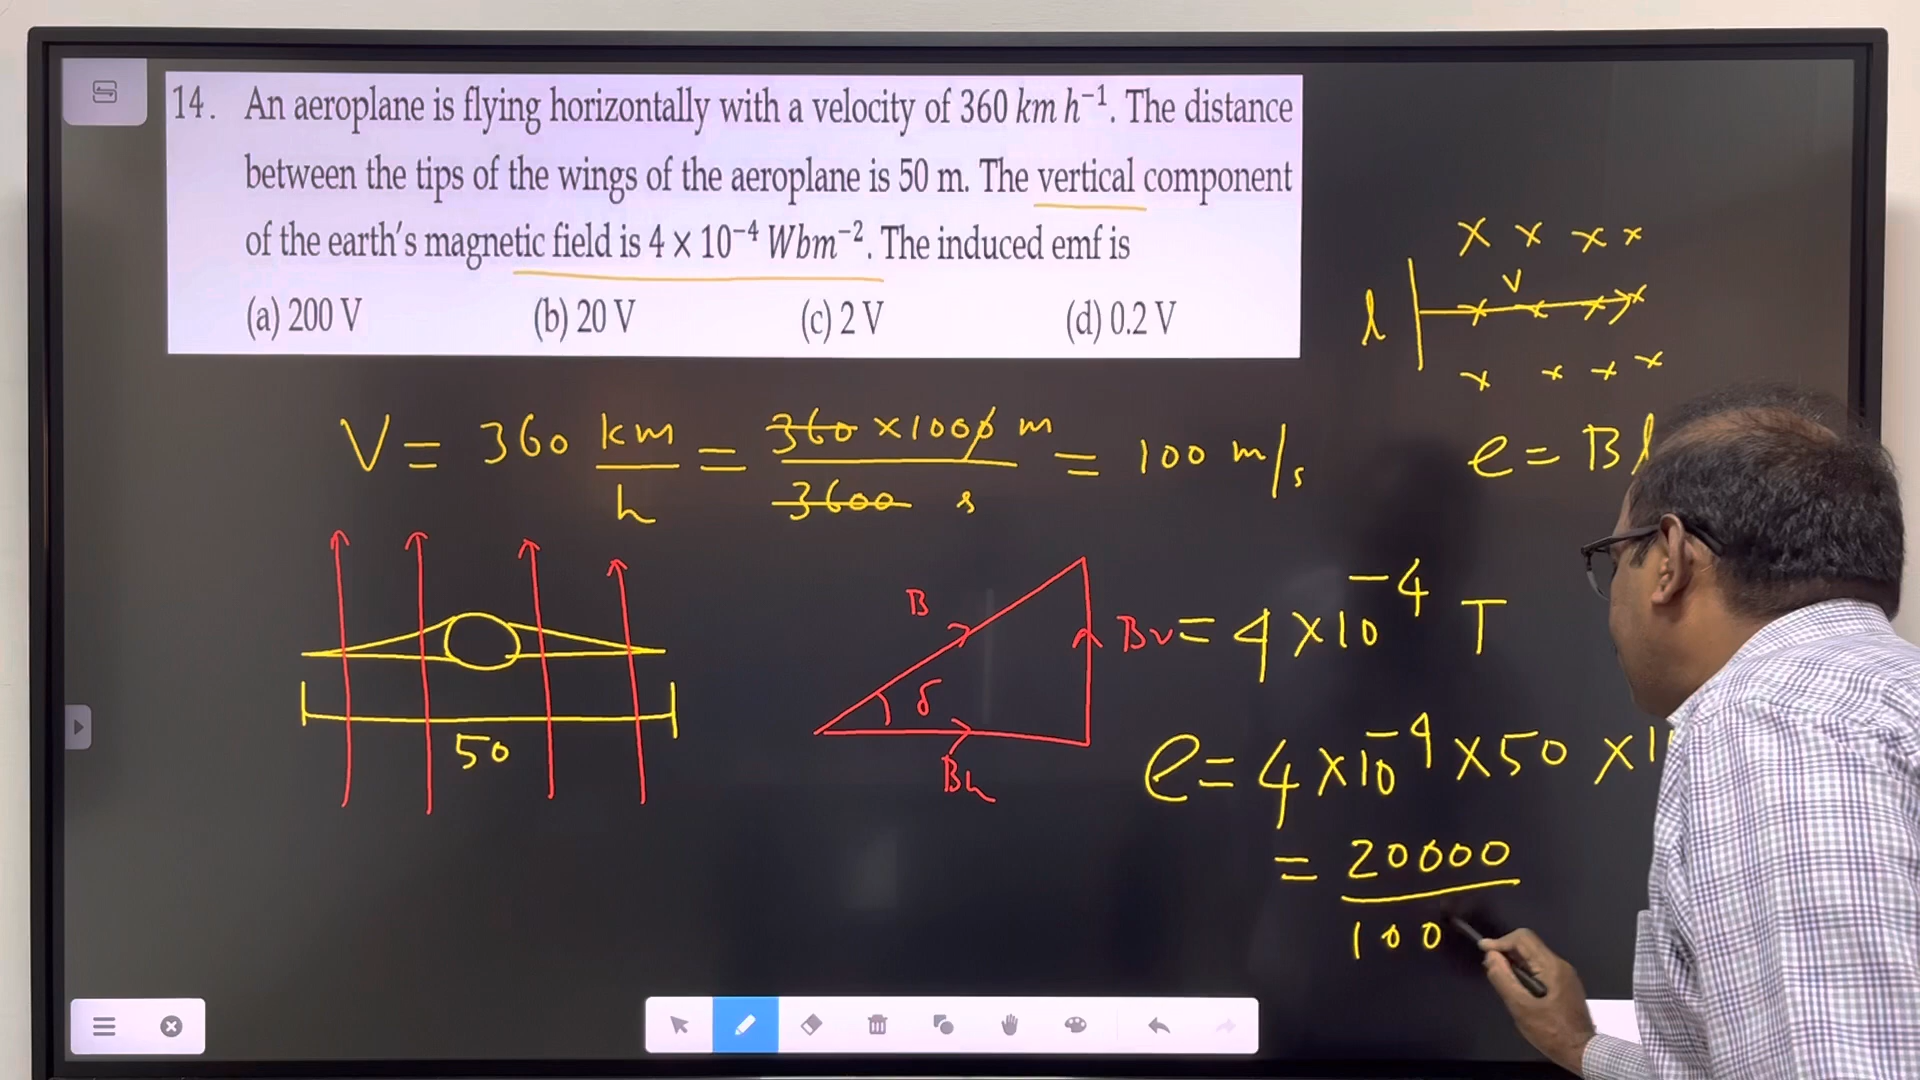 14. An aeroplane is flying horizontally with a velocity of 360 km h⁻¹. The distance
between the tips of the wings of the aeroplane is 50 m. The vertical component
of the earth's magnetic field is 4 × 10⁻⁴ Wbm⁻². The induced emf is
(a) 200 V (b) 20 V (c) 2 V (d) 0.2 V
x x x x
l
V
x x x x
x x x x
V = 360 km/h = 360 × 1000 m / 3600 s = 100 m/s
e = Bl
B
δ
Bh
Bv = 4 × 10⁻⁴ T
50
e = 4 × 10⁻⁴ × 50 × 1
= 20000
100